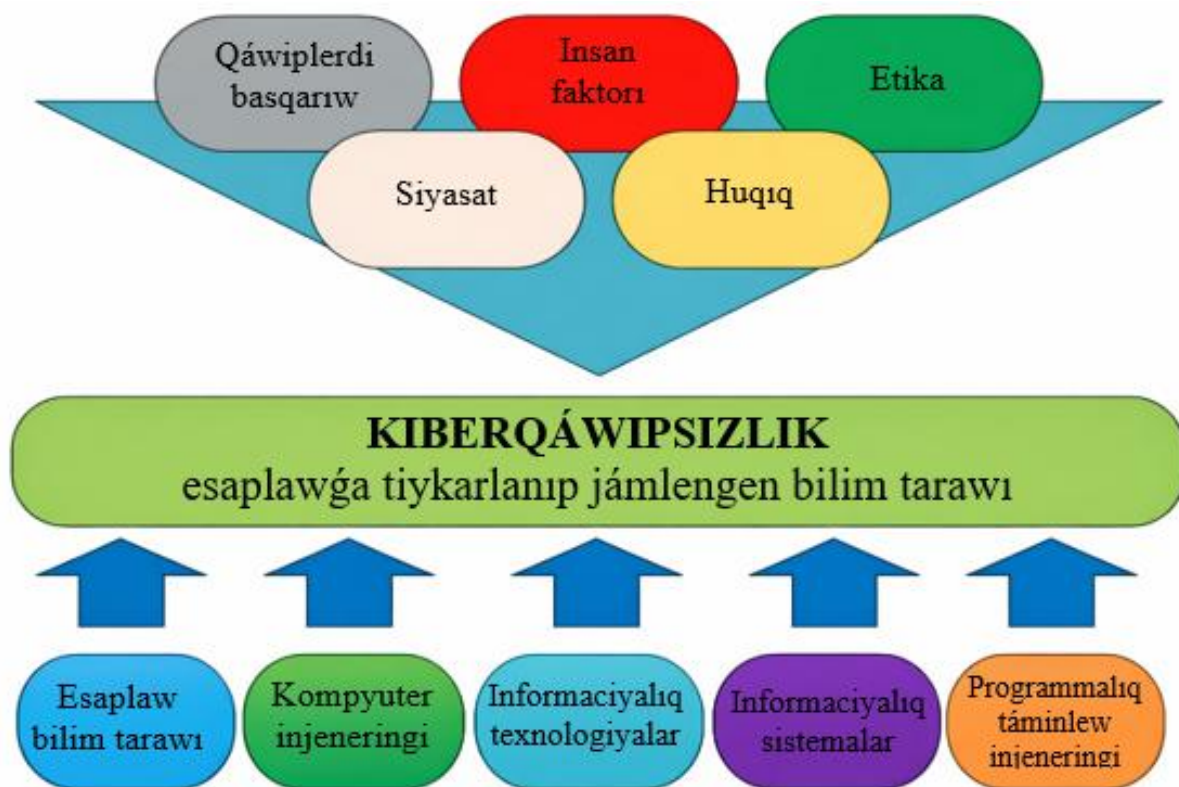 Qáwiplerdi
basqarıw
Insan
faktorı
Etika
Siyasat
Huqıq
KIBERQÁWIPSIZLIK
esaplawǵa tiykarlanıp jámlengen bilim tarawı
Esaplaw
bilim tarawı
Kompyuter
injeneringi
Informaciyalıq
texnologiyalar
Informaciyalıq
sistemalar
Programmalıq
táminlew
injeneringi